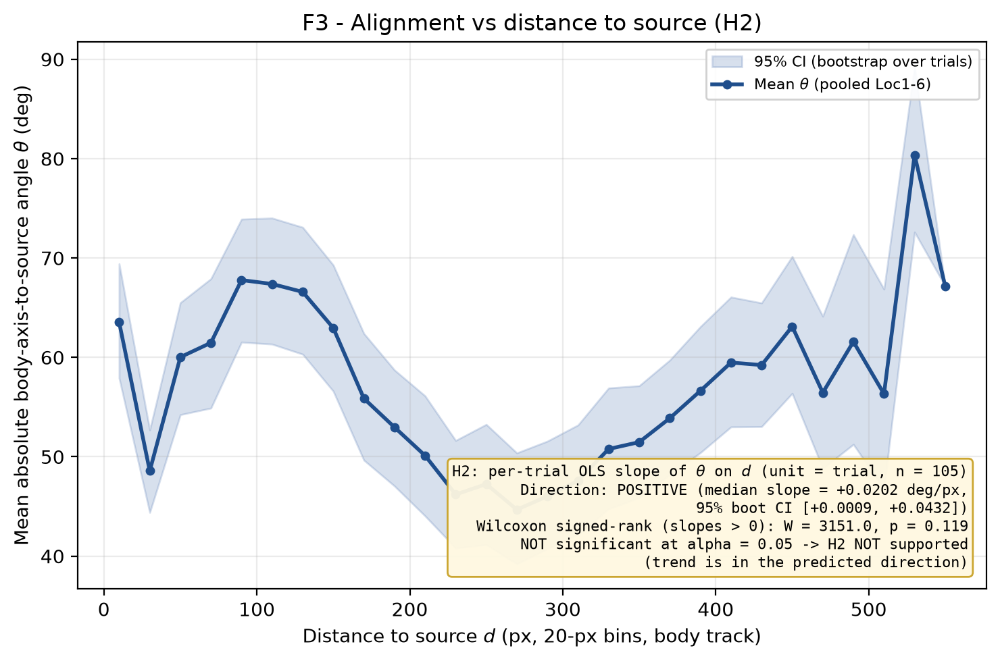 F3 - Alignment vs distance to source (H2)
95% CI (bootstrap over trials)
Mean θ (pooled Loc1-6)
Mean absolute body-axis-to-source angle θ (deg)
90
80
70
60
50
40
H2: per-trial OLS slope of θ on d (unit = trial, n = 105)
Direction: POSITIVE (median slope = +0.0202 deg/px,
95% boot CI [+0.0009, +0.0432])
Wilcoxon signed-rank (slopes > 0): W = 3151.0, p = 0.119
NOT significant at alpha = 0.05 -> H2 NOT supported
(trend is in the predicted direction)
0 100 200 300 400 500
Distance to source d (px, 20-px bins, body track)